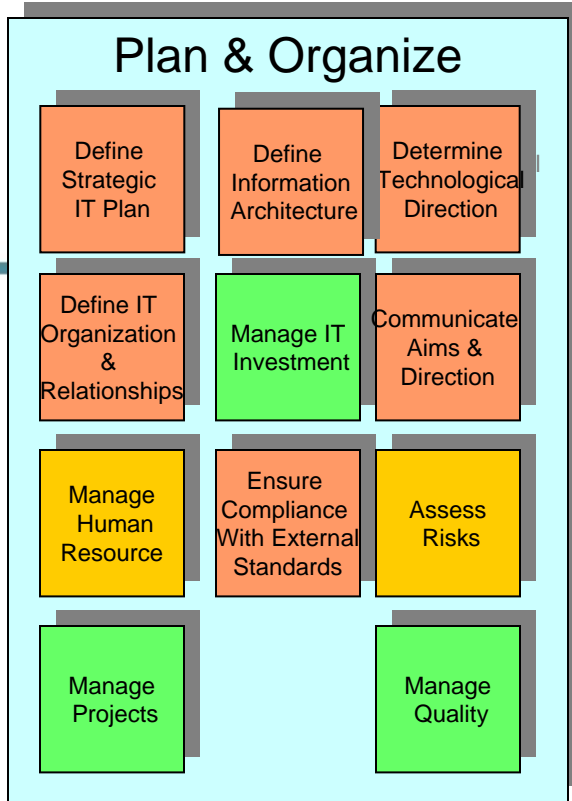 Plan & Organize
Define
Strategic
IT Plan
Define
Information
Architecture
Determine
Technological
Direction
Define IT
Organization
&
Relationships
Manage IT
Investment
Communicate
Aims &
Direction
Manage
Human
Resource
Ensure
Compliance
With External
Standards
Assess
Risks
Manage
Projects
Manage
Quality